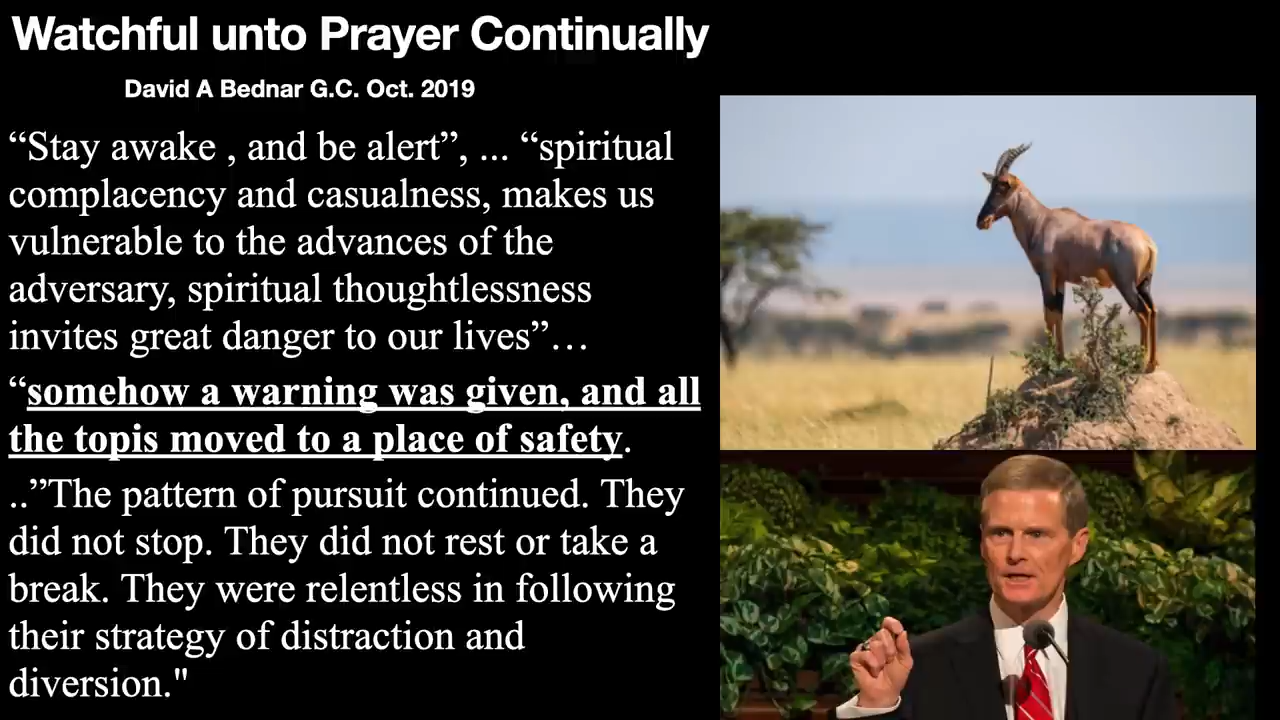 Watchful unto Prayer Continually
David A Bednar G.C. Oct. 2019
“Stay awake , and be alert”, ... “spiritual
complacency and casualness, makes us
vulnerable to the advances of the
adversary, spiritual thoughtlessness
invites great danger to our lives”…
“somehow a warning was given, and all
the topis moved to a place of safety.
..”The pattern of pursuit continued. They
did not stop. They did not rest or take a
break. They were relentless in following
their strategy of distraction and
diversion."